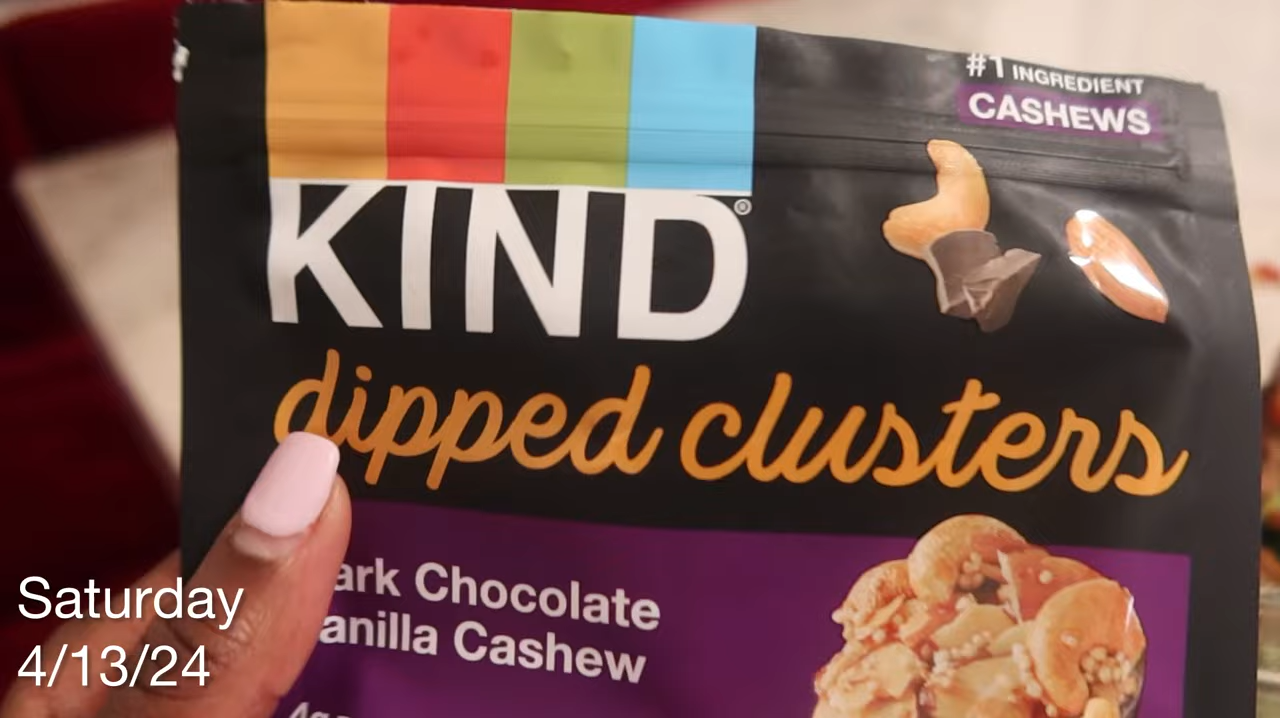 #1 INGREDIENT
CASHEWS
KIND®
dipped clusters
ark Chocolate
anilla Cashew
Saturday
4/13/24